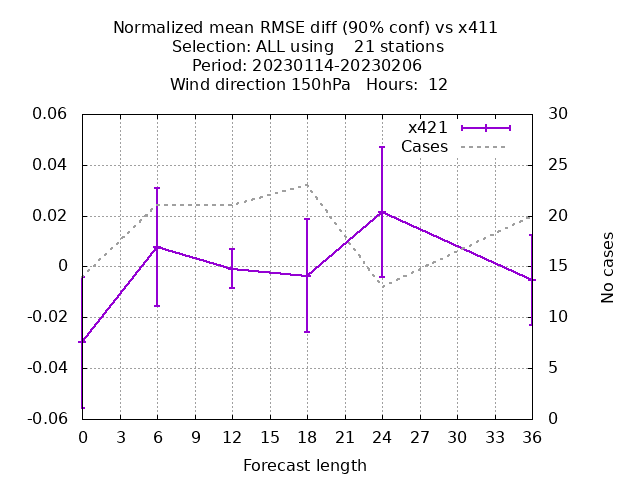 Normalized mean RMSE diff (90% conf) vs x411
Selection: ALL using    21 stations
Period: 20230114-20230206
Wind direction 150hPa   Hours:  12
0.06
0.04
0.02
0
-0.02
-0.04
-0.06
30
25
20
15
10
5
0
x421
Cases
No cases
0 3 6 9 12 15 18 21 24 27 30 33 36
Forecast length